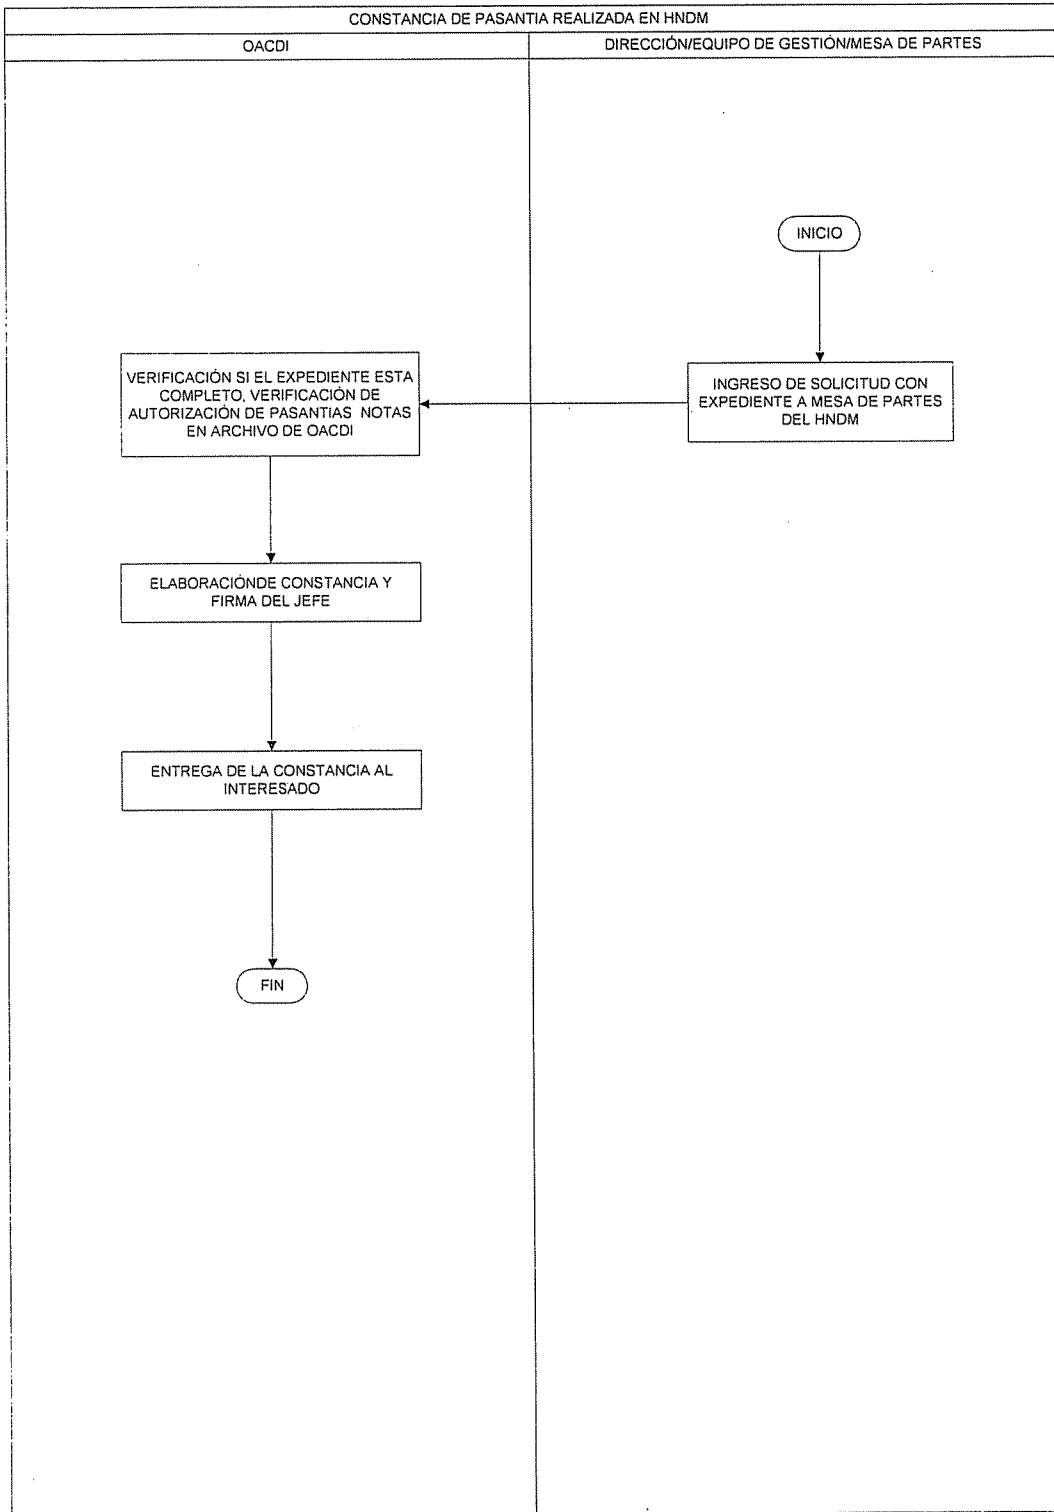 CONSTANCIA DE PASANTIA REALIZADA EN HNDM
OACDI
DIRECCIÓN/EQUIPO DE GESTIÓN/MESA DE PARTES
INICIO
INGRESO DE SOLICITUD CON
EXPEDIENTE A MESA DE PARTES
DEL HNDM
VERIFICACIÓN SI EL EXPEDIENTE ESTA
COMPLETO, VERIFICACIÓN DE
AUTORIZACIÓN DE PASANTIAS NOTAS
EN ARCHIVO DE OACDI
ELABORACIÓNDE CONSTANCIA Y
FIRMA DEL JEFE
ENTREGA DE LA CONSTANCIA AL
INTERESADO
FIN